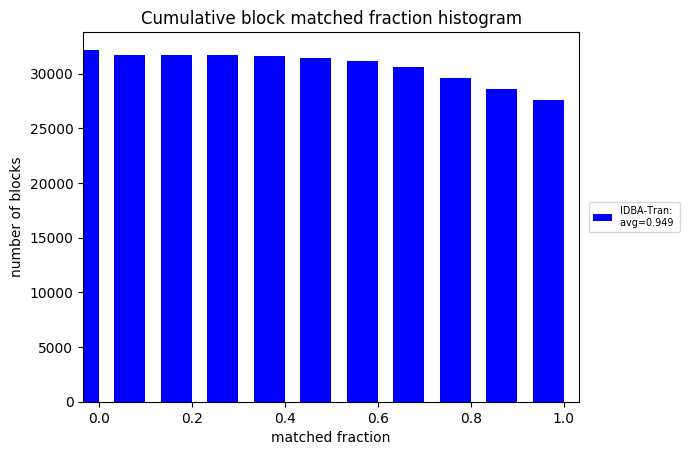 Cumulative block matched fraction histogram
number of blocks
30000
25000
20000
15000
10000
5000
0
0.0 0.2 0.4 0.6 0.8 1.0
matched fraction
IDBA-Tran:
avg=0.949